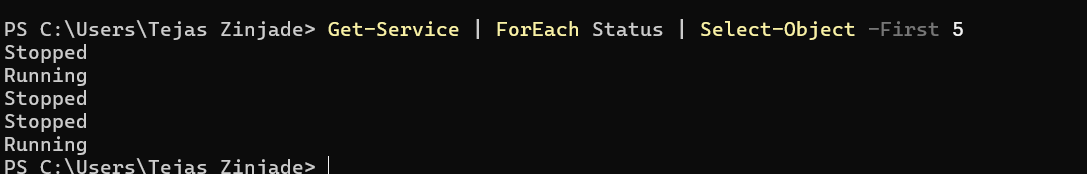 PS C:\Users\Tejas Zinjade> Get-Service | ForEach Status | Select-Object -First 5
Stopped
Running
Stopped
Stopped
Running
PS C:\Users\Tejas Zinjade>